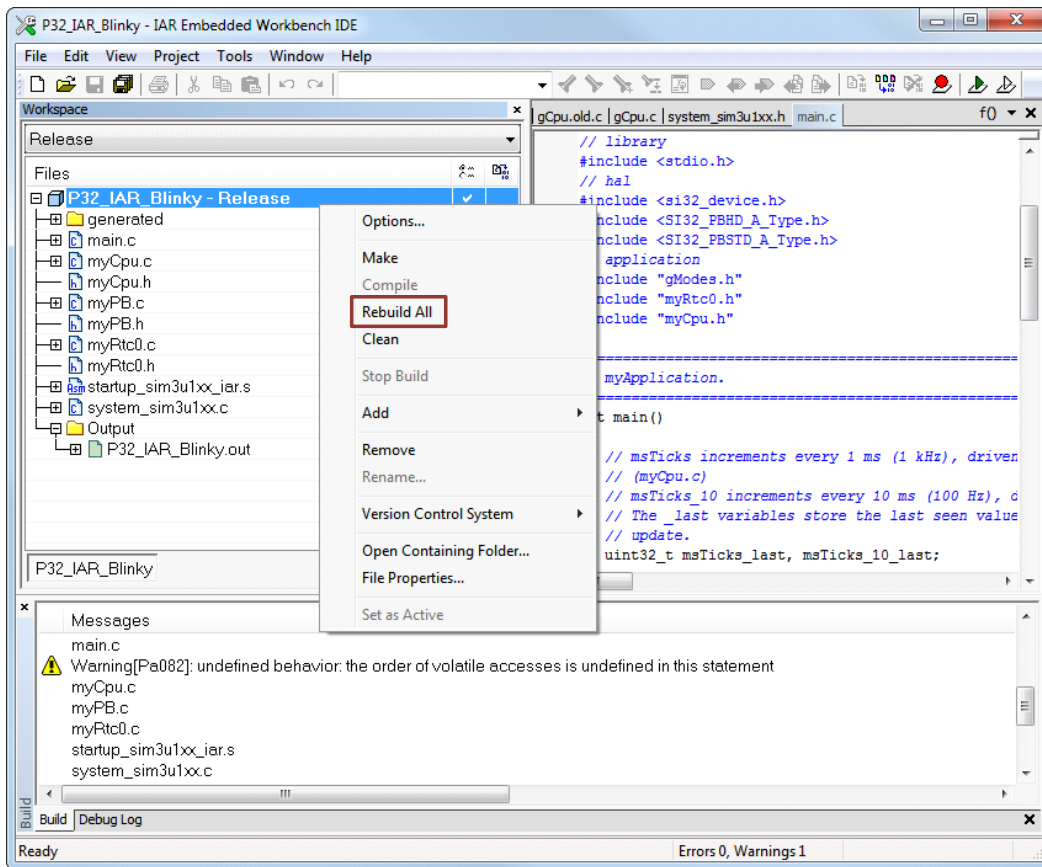 P32_IAR_Blinky - IAR Embedded Workbench IDE
File Edit View Project Tools Window Help
Workspace
Release
Files
P32_IAR_Blinky - Release
generated
main.c
myCpu.c
myCpu.h
myPB.c
myPB.h
myRtc0.c
myRtc0.h
startup_sim3u1xx_iar.s
system_sim3u1xx.c
Output
P32_IAR_Blinky.out
P32_IAR_Blinky
Options...
Make
Compile
Rebuild All
Clean
Stop Build
Add
Remove
Rename...
Version Control System
Open Containing Folder...
File Properties...
Set as Active
gCpu.old.c gCpu.c system_sim3u1xx.h main.c f()
// library
#include <stdio.h>
// hal
#include <si32_device.h>
nclude <SI32_PBHD_A_Type.h>
nclude <SI32_PBSTD_A_Type.h>
application
nclude "gModes.h"
nclude "myRtc0.h"
nclude "myCpu.h"
================================================
myApplication.
================================================
t main()
// msTicks increments every 1 ms (1 kHz), driven
// (myCpu.c)
// msTicks_10 increments every 10 ms (100 Hz), d
// The _last variables store the last seen value
// update.
uint32_t msTicks_last, msTicks_10_last;
Messages
main.c
Warning[Pa082]: undefined behavior: the order of volatile accesses is undefined in this statement
myCpu.c
myPB.c
myRtc0.c
startup_sim3u1xx_iar.s
system_sim3u1xx.c
Build
Build Debug Log
Ready Errors 0, Warnings 1